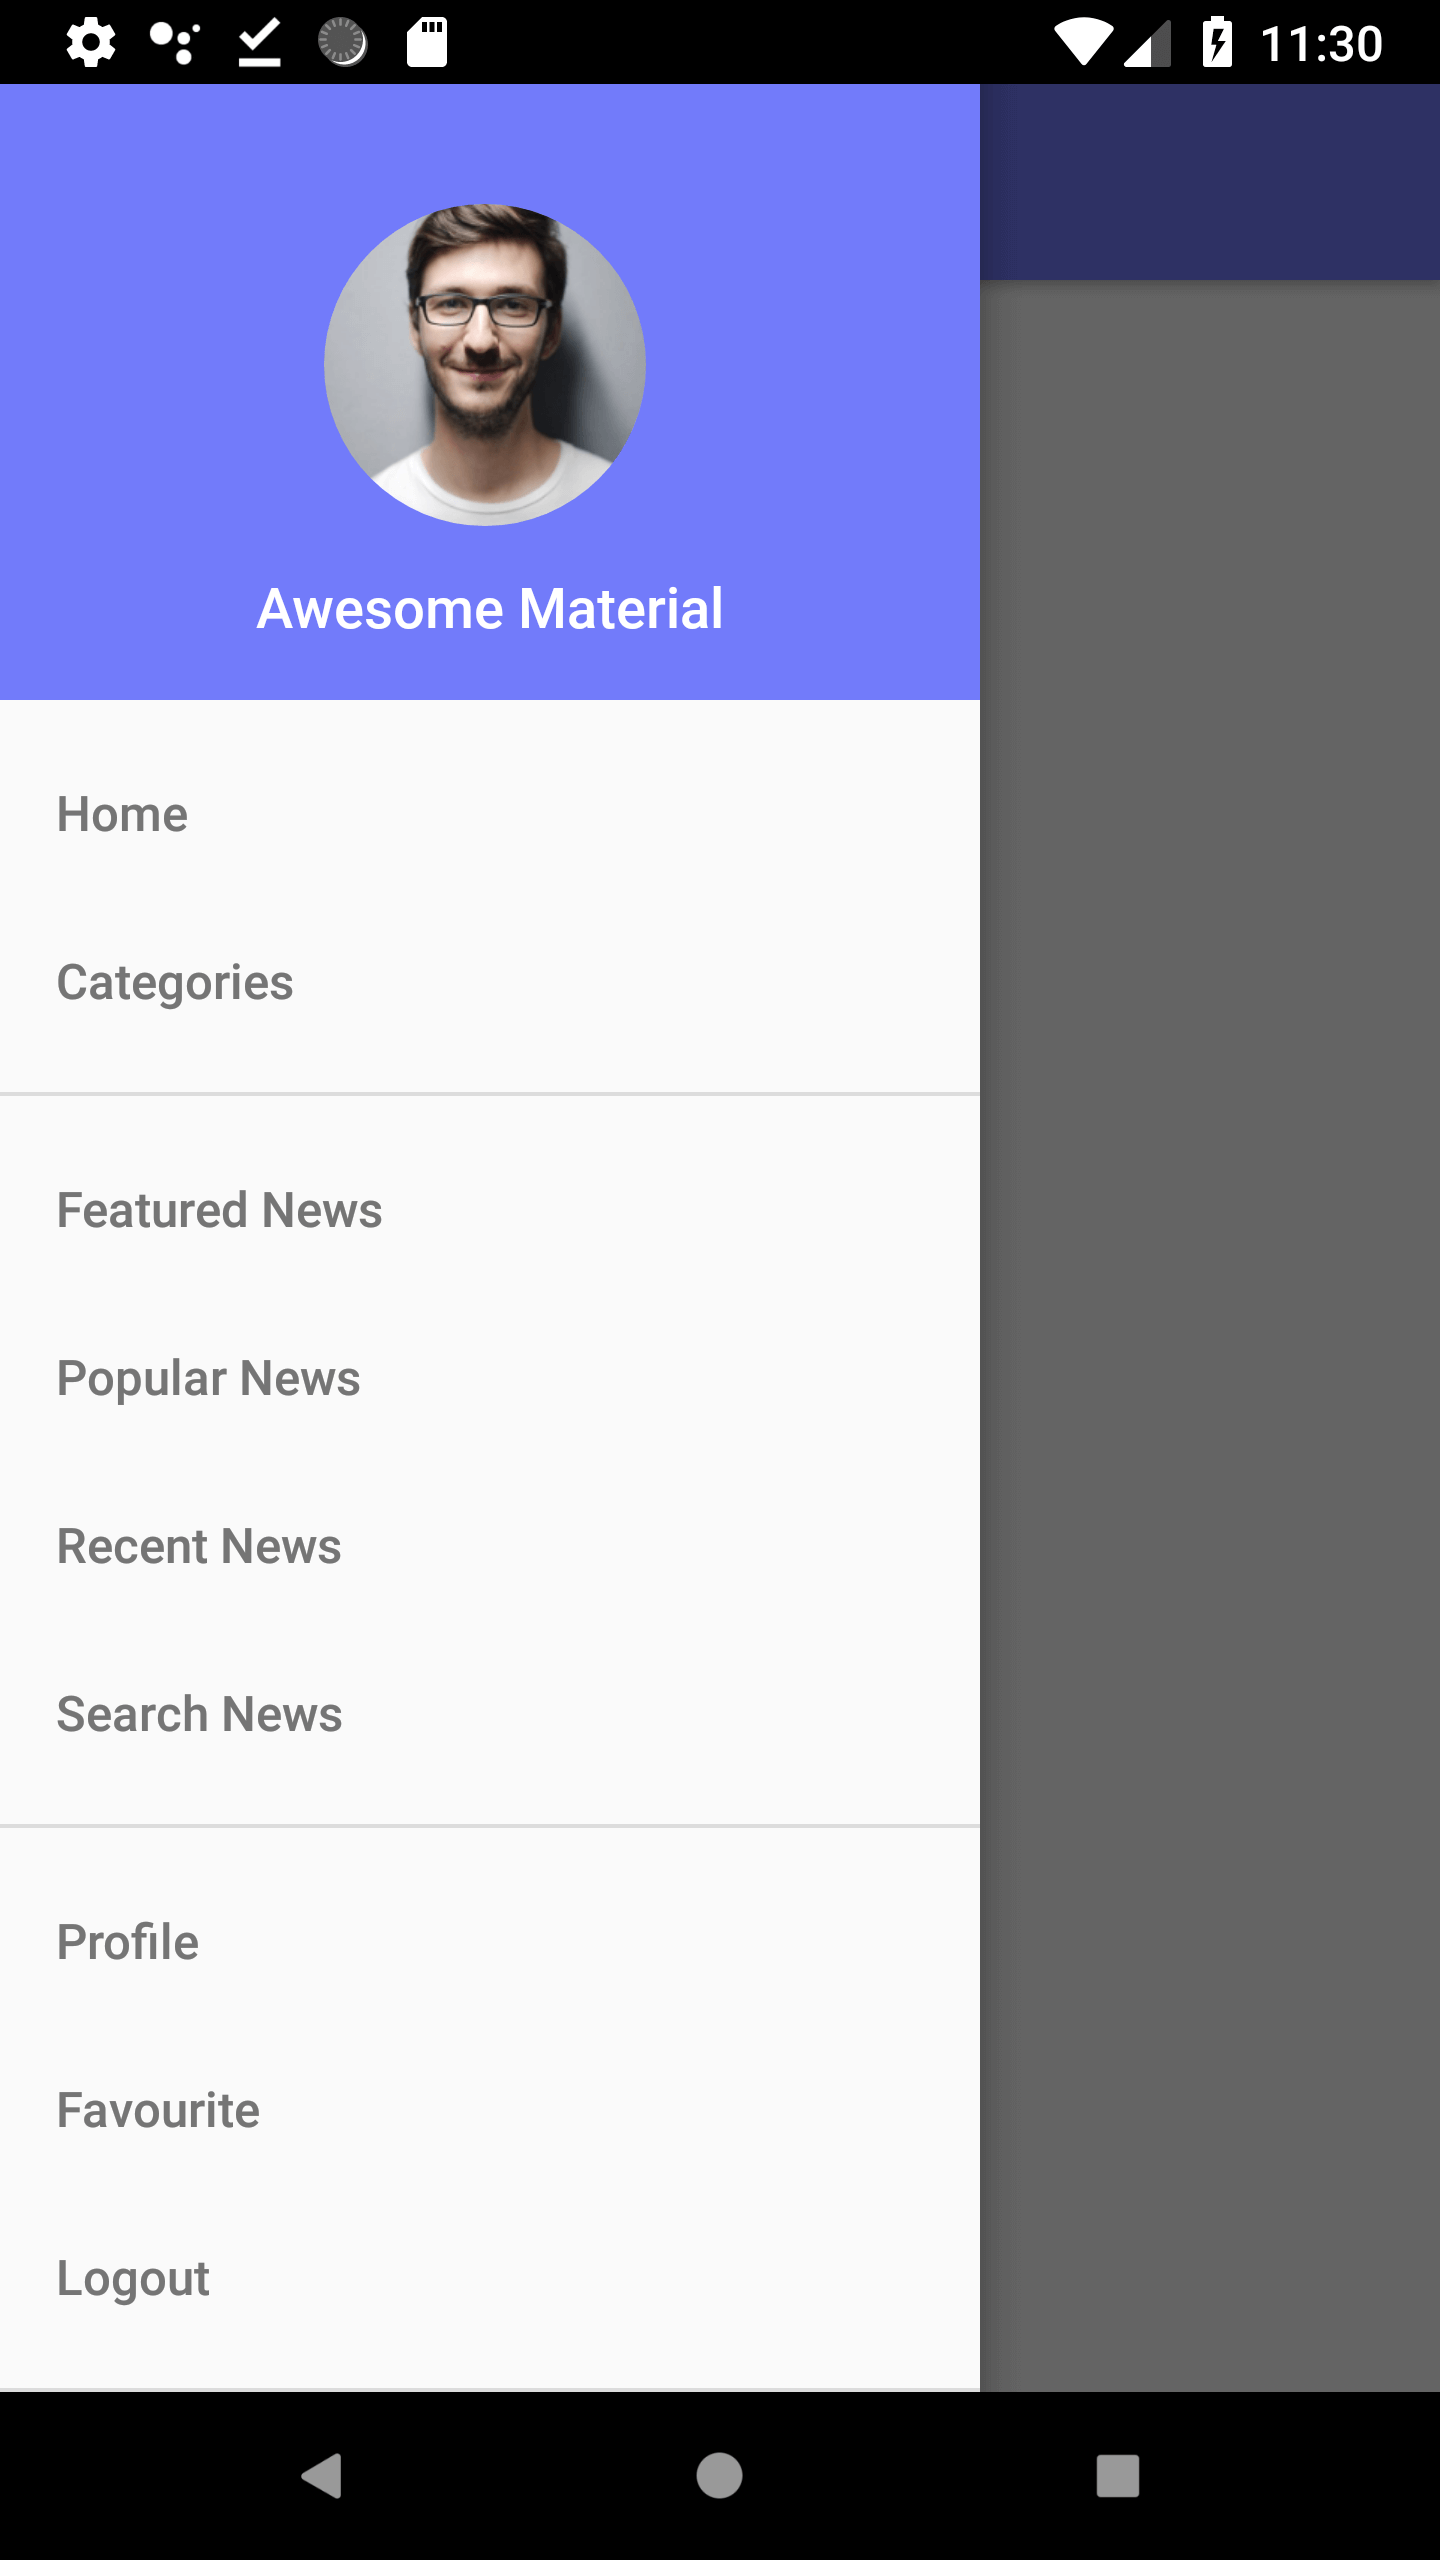 11:30
Awesome Material
Home
Categories
Featured News
Popular News
Recent News
Search News
Profile
Favourite
Logout